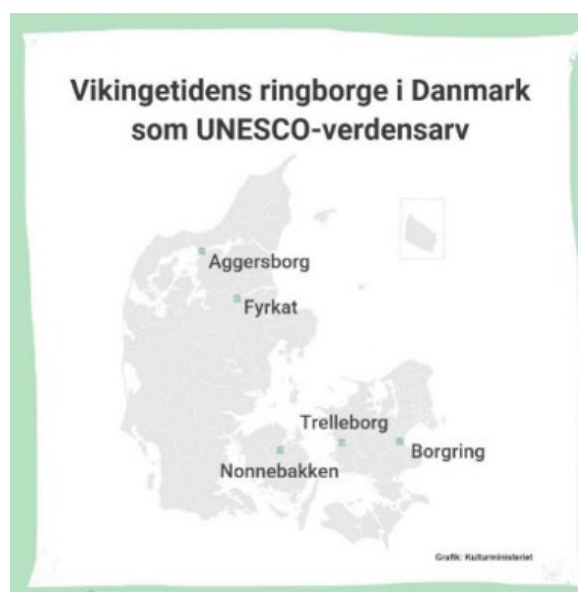 Vikingetidens ringborge i Danmark
som UNESCO-verdensarv
Aggersborg
Fyrkat
Trelleborg
Borgring
Nonnebakken
Grafik: Kulturministeriet